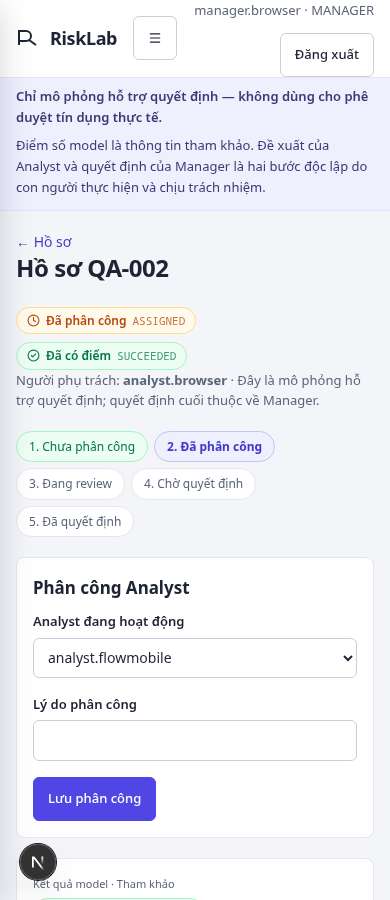 manager.browser · MANAGER
RiskLab
Đăng xuất
Chỉ mô phỏng hỗ trợ quyết định — không dùng cho phê
duyệt tín dụng thực tế.
Điểm số model là thông tin tham khảo. Đề xuất của
Analyst và quyết định của Manager là hai bước độc lập do
con người thực hiện và chịu trách nhiệm.
← Hồ sơ
Hồ sơ QA-002
Đã phân công ASSIGNED
Đã có điểm SUCCEEDED
Người phụ trách: analyst.browser · Đây là mô phỏng hỗ
trợ quyết định; quyết định cuối thuộc về Manager.
1. Chưa phân công
2. Đã phân công
3. Đang review
4. Chờ quyết định
5. Đã quyết định
Phân công Analyst
Analyst đang hoạt động
analyst.flowmobile
Lý do phân công
Lưu phân công
N
Kết quả model · Tham khảo